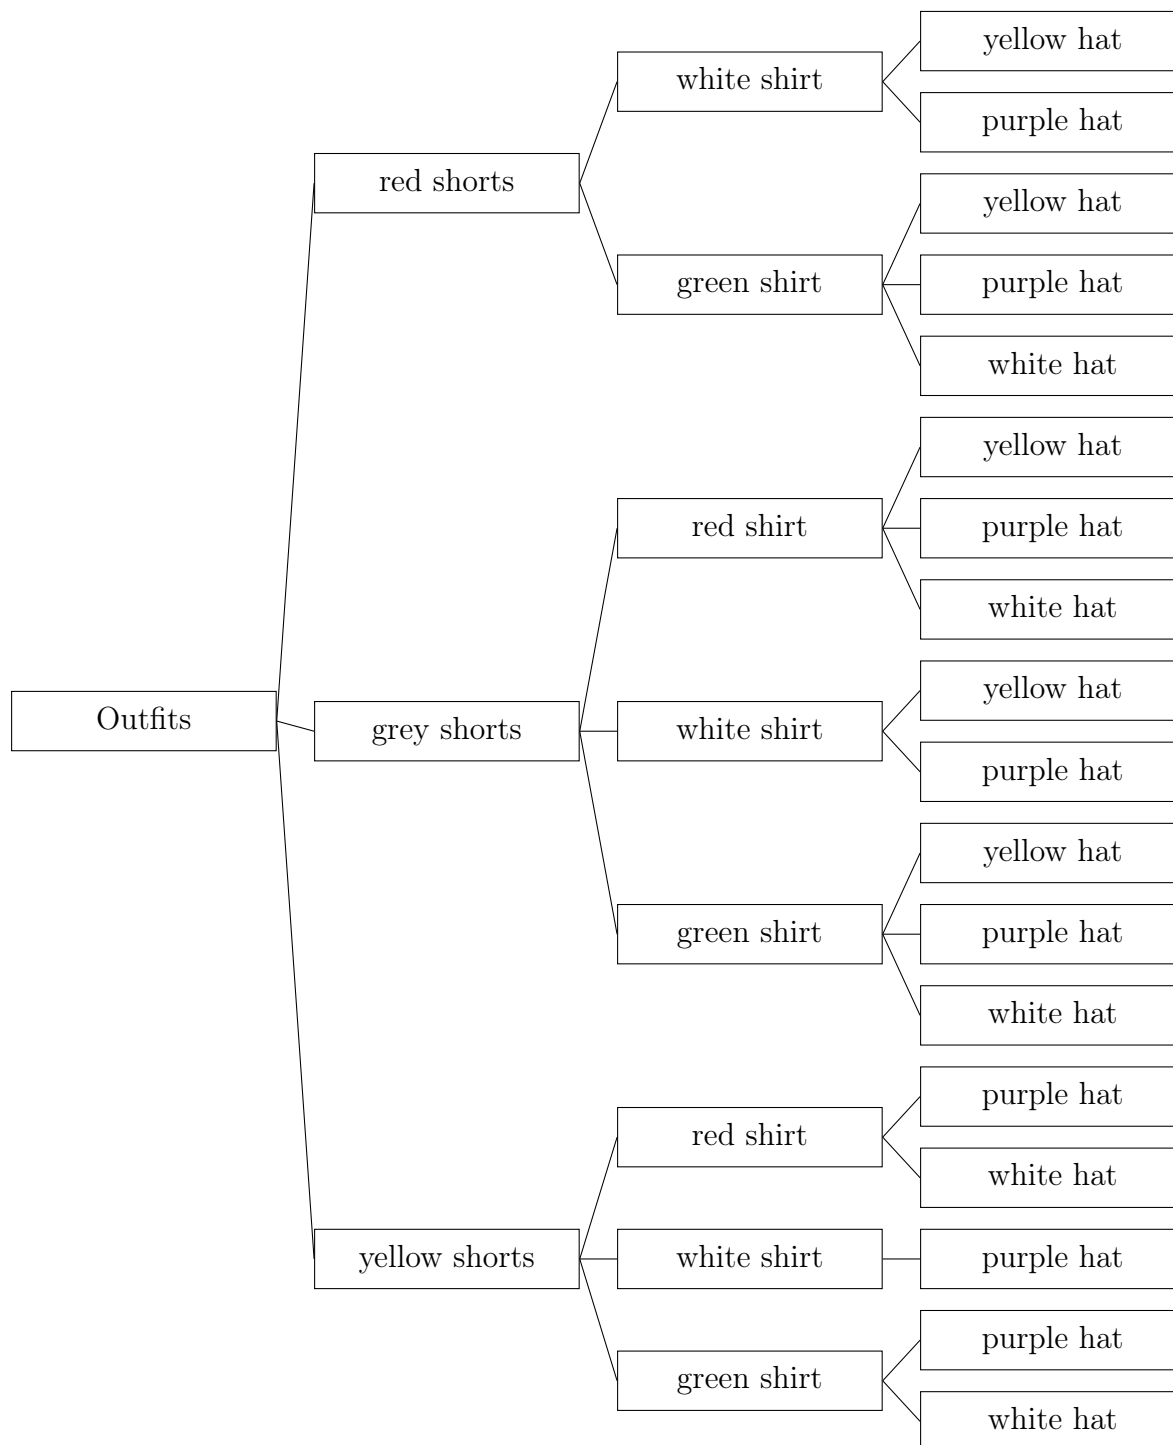 yellow hat
white shirt
purple hat
red shorts
yellow hat
green shirt
purple hat
white hat
yellow hat
red shirt
purple hat
white hat
yellow hat
Outfits
grey shorts
white shirt
purple hat
yellow hat
green shirt
purple hat
white hat
purple hat
red shirt
white hat
yellow shorts
white shirt
purple hat
purple hat
green shirt
white hat